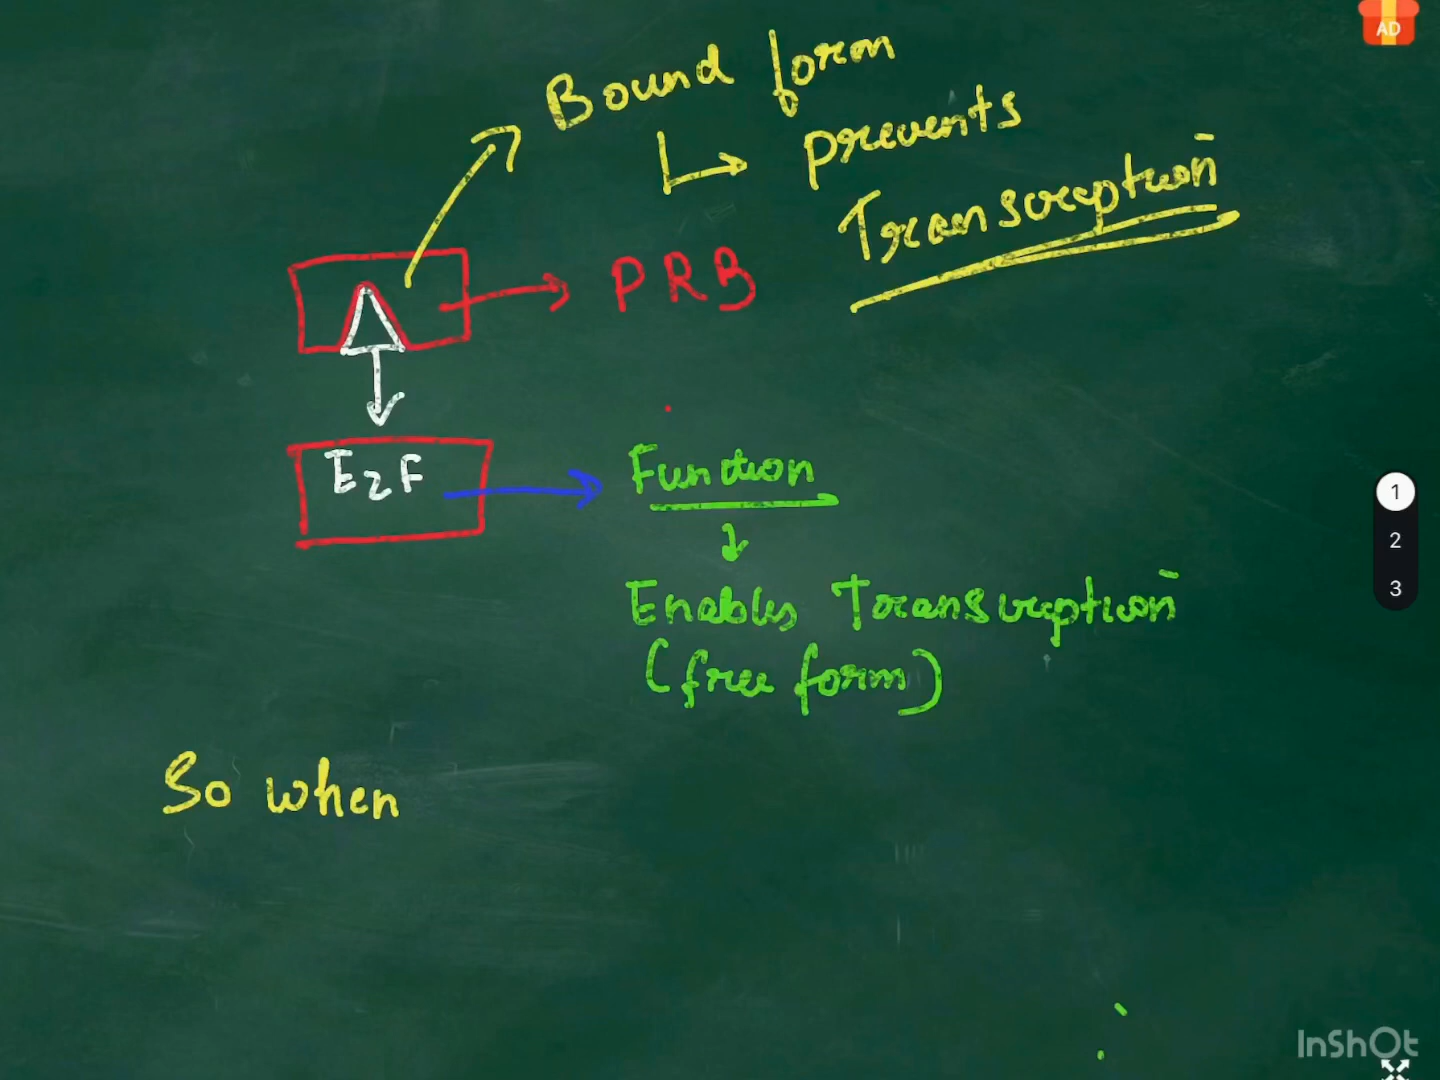 Bound form
prevents
Transcription
PRB
E2F
Function
Enables Transcription
(free form)
So when
AD
1
2
3
InShOt